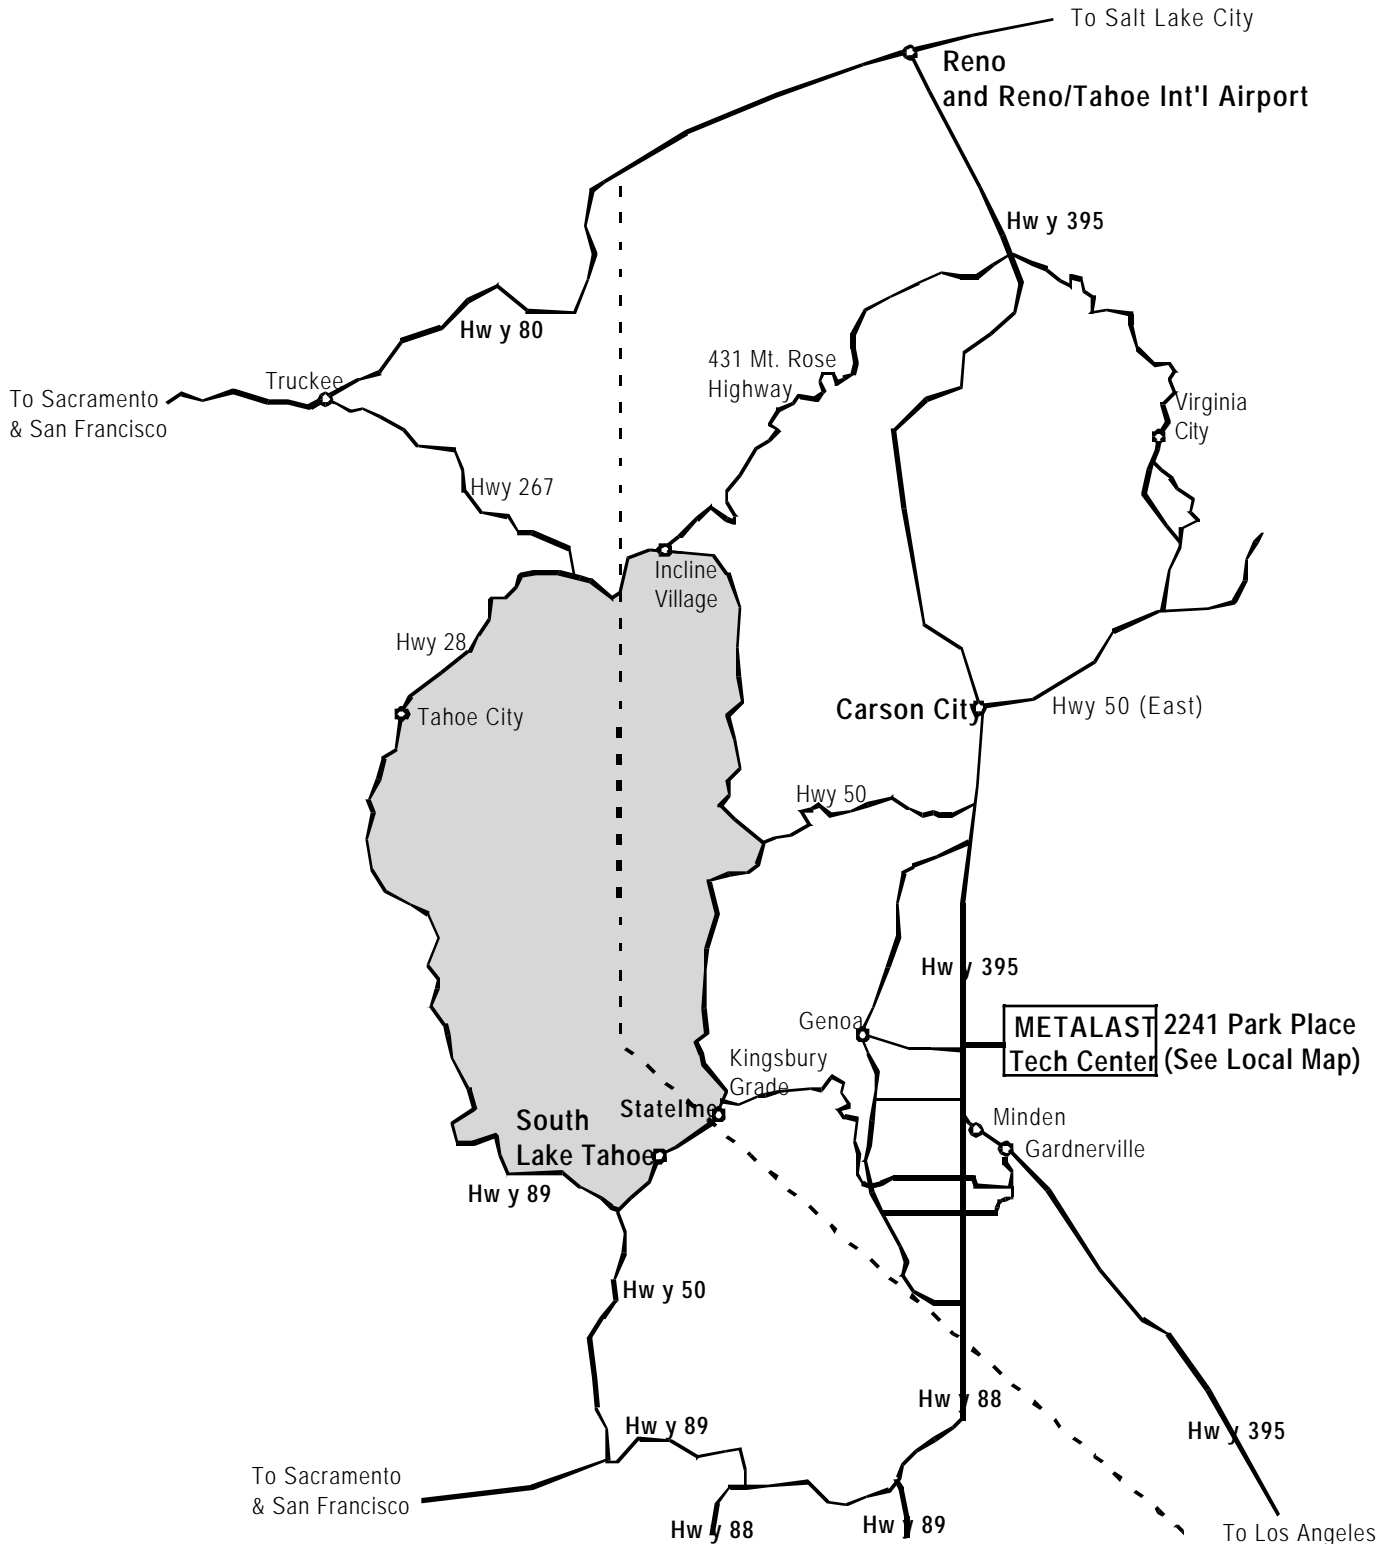 To Salt Lake City
Reno
and Reno/Tahoe Int'l Airport
Hw y 395
Hw y 80
431 Mt. Rose
Highway
Truckee
To Sacramento
& San Francisco
Virginia
City
Hwy 267
Incline
Village
Hwy 28
Tahoe City
Carson City
Hwy 50 (East)
Hwy 50
Hw y 395
Genoa
METALAST
Tech Center
2241 Park Place
(See Local Map)
Kingsbury
Grade
Stateline
South
Lake Tahoe
Minden
Gardnerville
Hw y 89
Hw y 50
Hw y 88
Hw y 89
Hw y 395
To Sacramento
& San Francisco
Hw y 88
Hw y 89
To Los Angeles